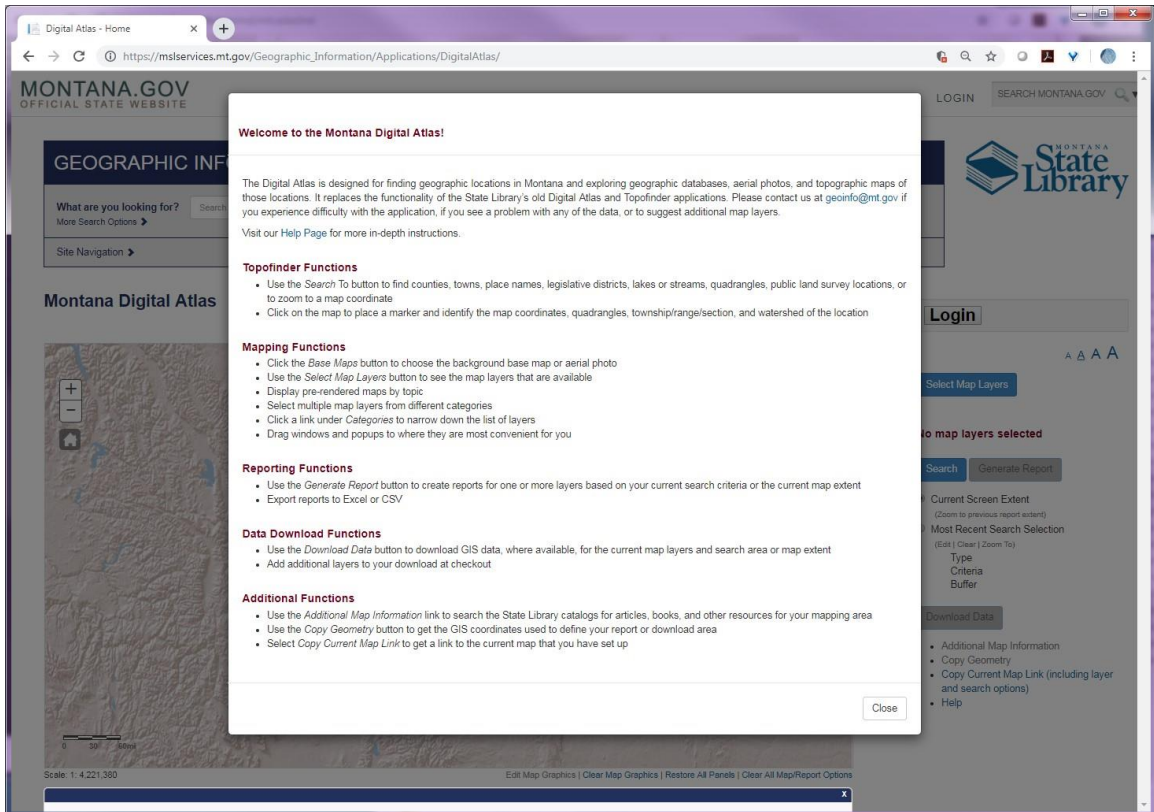 Digital Atlas - Home
https://mslservices.mt.gov/Geographic_Information/Applications/DigitalAtlas/
MONTANA.GOV
OFFICIAL STATE WEBSITE
LOGIN
SEARCH MONTANA.GOV
GEOGRAPHIC INF
MONTANA
State
Library
What are you looking for?
Search
More Search Options
Site Navigation
Montana Digital Atlas
Welcome to the Montana Digital Atlas!
The Digital Atlas is designed for finding geographic locations in Montana and exploring geographic databases, aerial photos, and topographic maps of
those locations. It replaces the functionality of the State Library's old Digital Atlas and Topofinder applications. Please contact us at geoinfo@mt.gov if
you experience difficulty with the application, if you see a problem with any of the data, or to suggest additional map layers.
Visit our Help Page for more in-depth instructions.
Topofinder Functions
• Use the Search To button to find counties, towns, place names, legislative districts, lakes or streams, quadrangles, public land survey locations, or
to zoom to a map coordinate
• Click on the map to place a marker and identify the map coordinates, quadrangles, township/range/section, and watershed of the location
Mapping Functions
• Click the Base Maps button to choose the background base map or aerial photo
• Use the Select Map Layers button to see the map layers that are available
• Display pre-rendered maps by topic
• Select multiple map layers from different categories
• Click a link under Categories to narrow down the list of layers
• Drag windows and popups to where they are most convenient for you
Reporting Functions
• Use the Generate Report button to create reports for one or more layers based on your current search criteria or the current map extent
• Export reports to Excel or CSV
Data Download Functions
• Use the Download Data button to download GIS data, where available, for the current map layers and search area or map extent
• Add additional layers to your download at checkout
Additional Functions
• Use the Additional Map Information link to search the State Library catalogs for articles, books, and other resources for your mapping area
• Use the Copy Geometry button to get the GIS coordinates used to define your report or download area
• Select Copy Current Map Link to get a link to the current map that you have set up
Close
Login
A A A A
Select Map Layers
No map layers selected
Search
Generate Report
Current Screen Extent
(Zoom to previous report extent)
Most Recent Search Selection
(Edit | Clear | Zoom To)
Type
Criteria
Buffer
Download Data
• Additional Map Information
• Copy Geometry
• Copy Current Map Link (including layer
and search options)
• Help
0 30 60mi
Scale: 1: 4,221,380
Edit Map Graphics | Clear Map Graphics | Restore All Panels | Clear All Map/Report Options
x